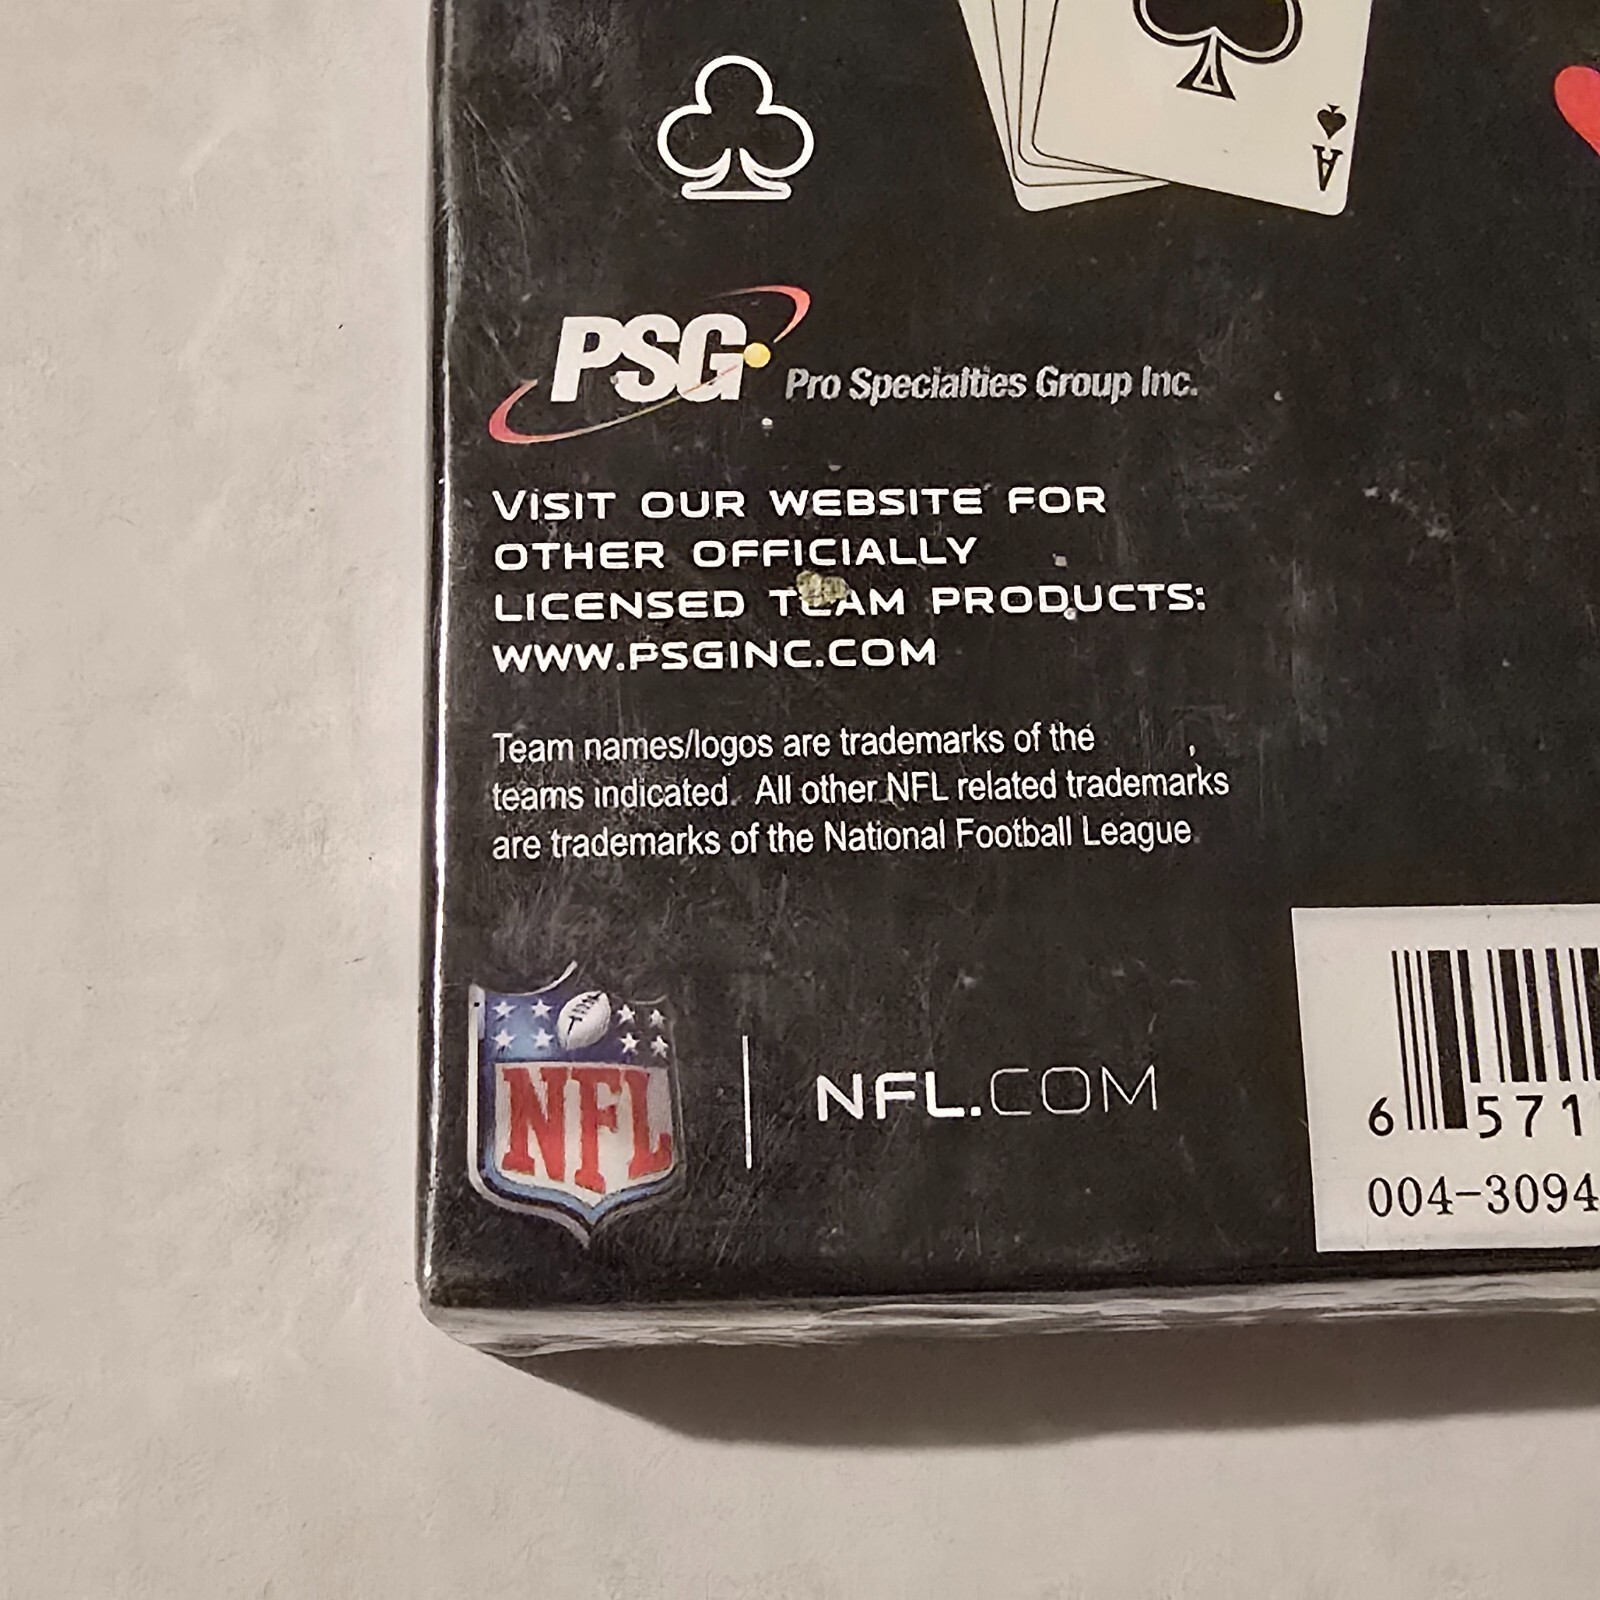 A
PSG Pro Specialties Group Inc.
VISIT OUR WEBSITE FOR
OTHER OFFICIALLY
LICENSED TEAM PRODUCTS:
WWW.PSGINC.COM
Team names/logos are trademarks of the
teams indicated. All other NFL related trademarks
are trademarks of the National Football League
NFL NFL.COM
6 571
004-3094